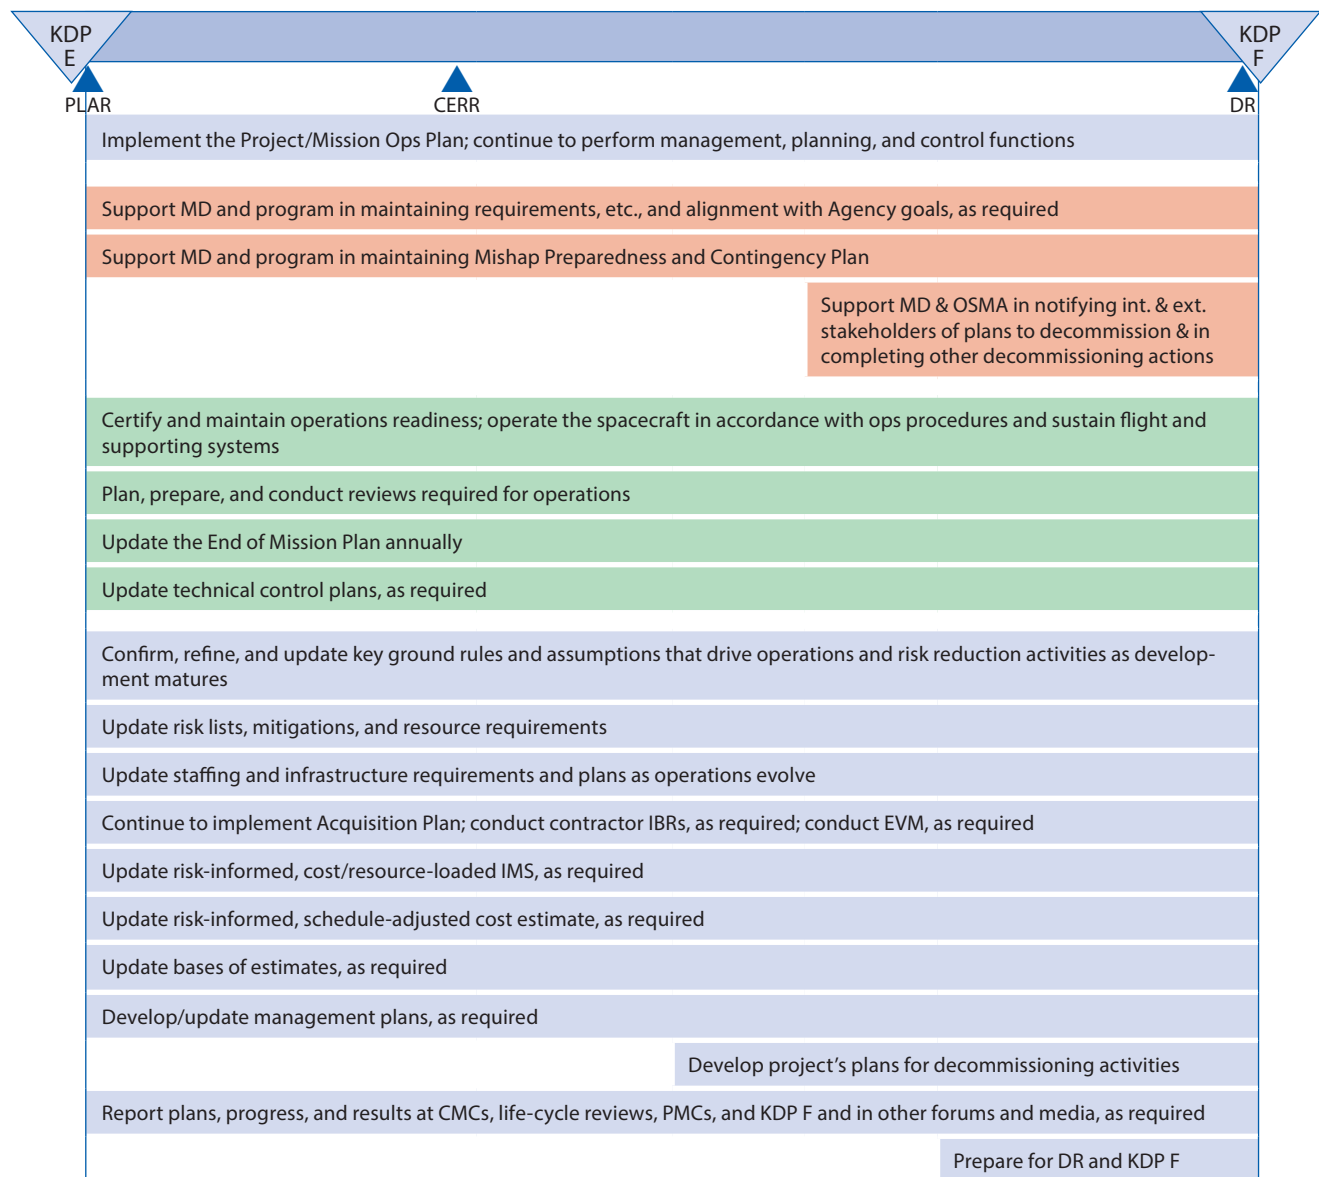 KDP
E
KDP
F
PLAR
CERR
DR
Implement the Project/Mission Ops Plan; continue to perform management, planning, and control functions
Support MD and program in maintaining requirements, etc., and alignment with Agency goals, as required
Support MD and program in maintaining Mishap Preparedness and Contingency Plan
Support MD & OSMA in notifying int. & ext.
stakeholders of plans to decommission & in
completing other decommissioning actions
Certify and maintain operations readiness; operate the spacecraft in accordance with ops procedures and sustain flight and
supporting systems
Plan, prepare, and conduct reviews required for operations
Update the End of Mission Plan annually
Update technical control plans, as required
Confirm, refine, and update key ground rules and assumptions that drive operations and risk reduction activities as develop-
ment matures
Update risk lists, mitigations, and resource requirements
Update staffing and infrastructure requirements and plans as operations evolve
Continue to implement Acquisition Plan; conduct contractor IBRs, as required; conduct EVM, as required
Update risk-informed, cost/resource-loaded IMS, as required
Update risk-informed, schedule-adjusted cost estimate, as required
Update bases of estimates, as required
Develop/update management plans, as required
Develop project’s plans for decommissioning activities
Report plans, progress, and results at CMCs, life-cycle reviews, PMCs, and KDP F and in other forums and media, as required
Prepare for DR and KDP F